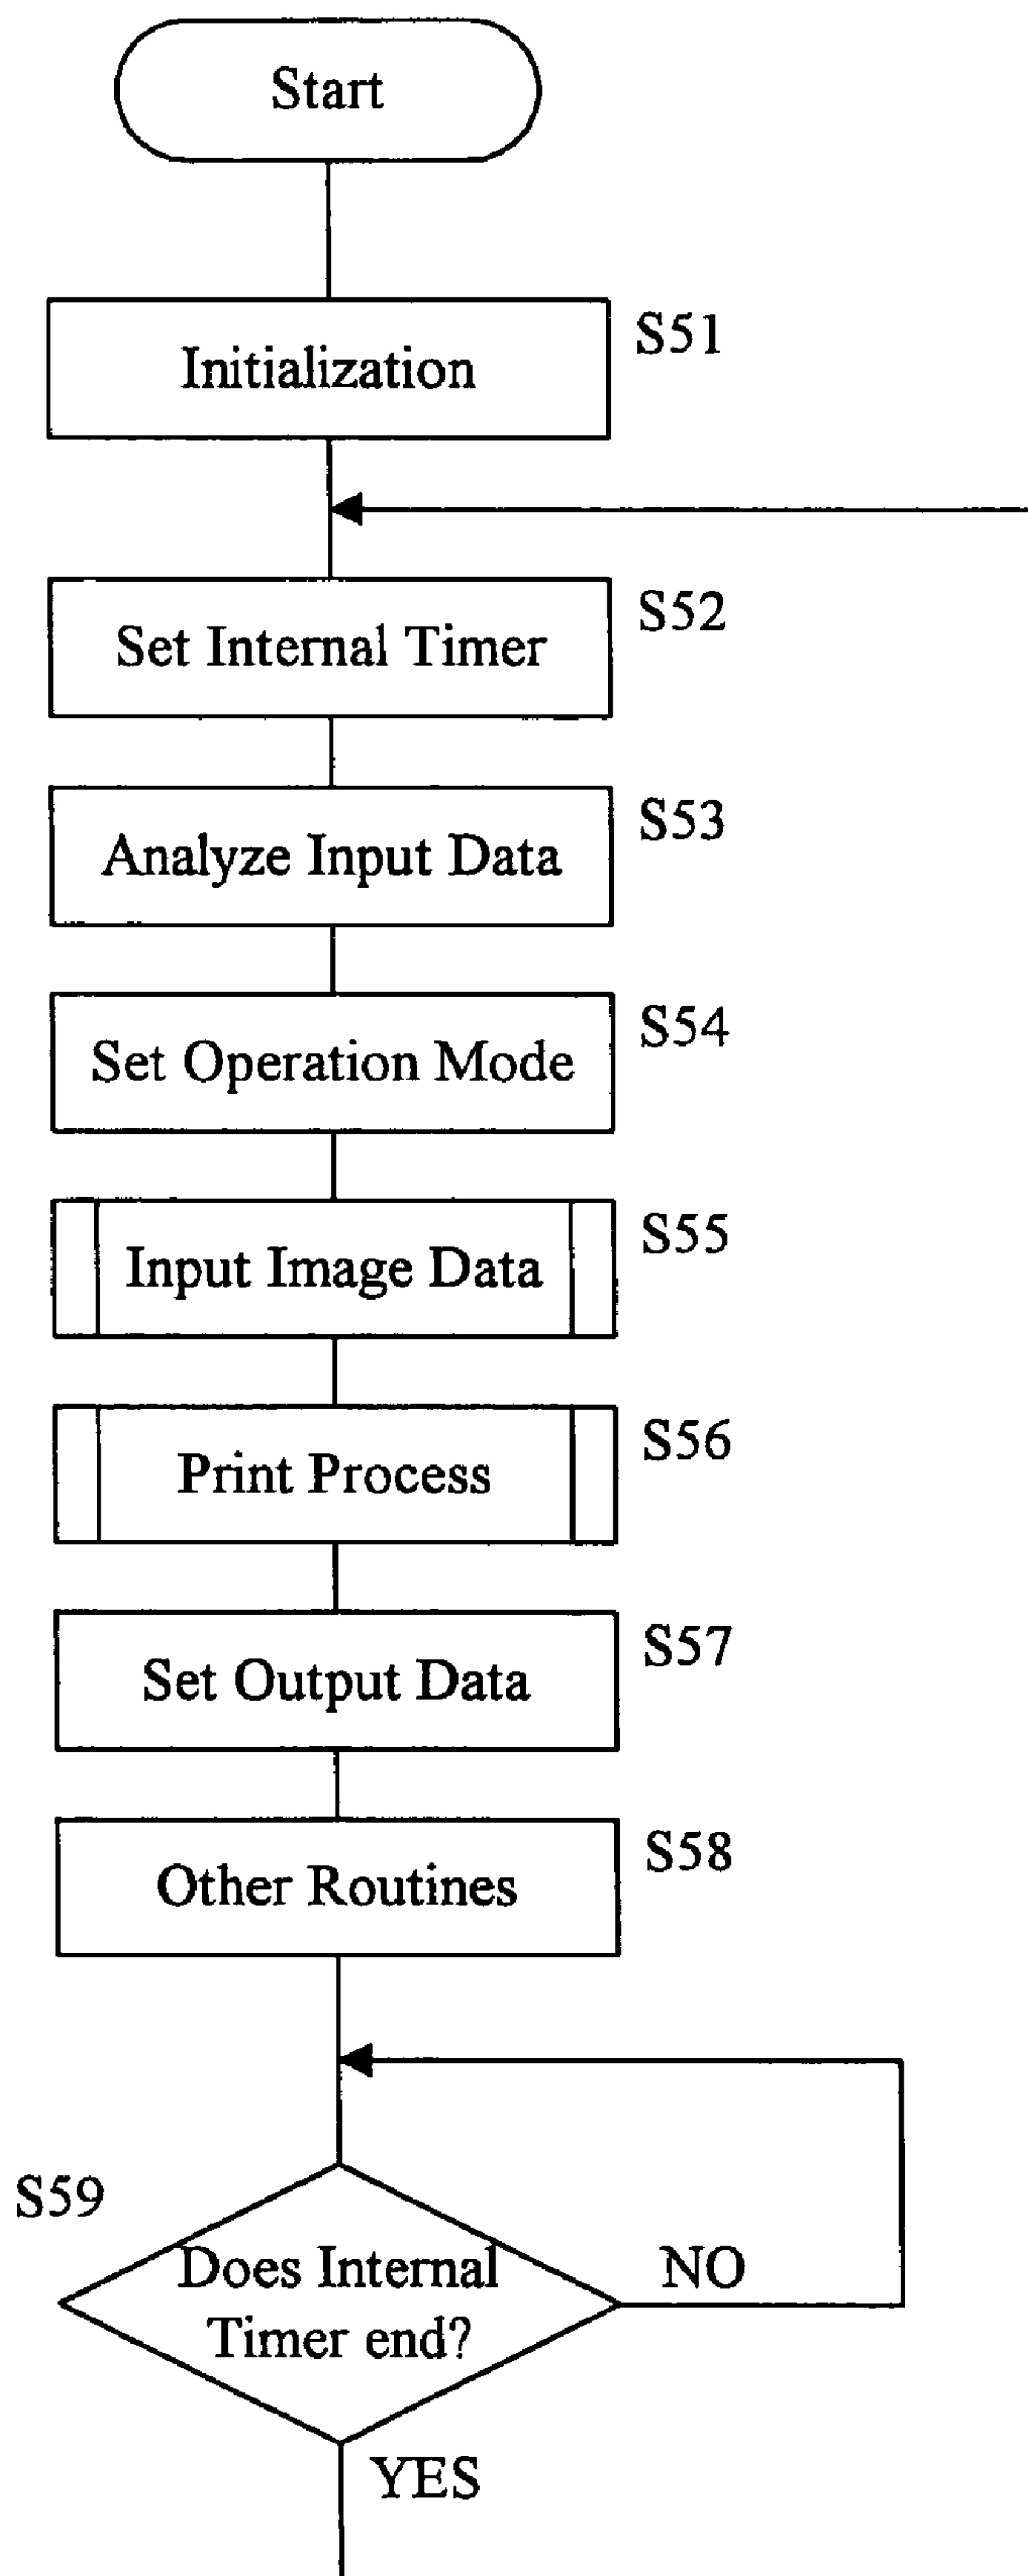 Start
Initialization
S51
Set Internal Timer
S52
Analyze Input Data
S53
Set Operation Mode
S54
Input Image Data
S55
Print Process
S56
Set Output Data
S57
Other Routines
S58
S59
Does Internal
Timer end?
NO
YES